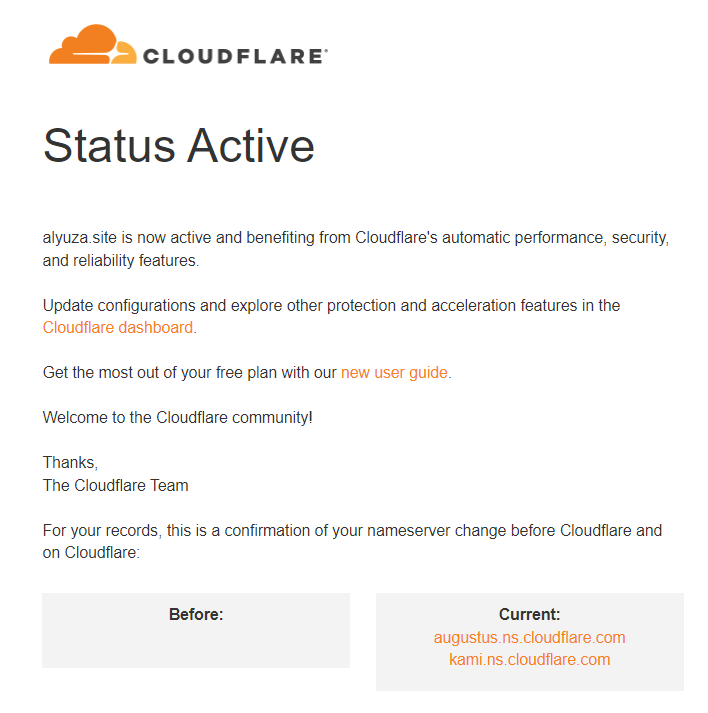 CLOUDFLARE®
Status Active
alyuza.site is now active and benefiting from Cloudflare's automatic performance, security,
and reliability features.
Update configurations and explore other protection and acceleration features in the
Cloudflare dashboard.
Get the most out of your free plan with our new user guide.
Welcome to the Cloudflare community!
Thanks,
The Cloudflare Team
For your records, this is a confirmation of your nameserver change before Cloudflare and
on Cloudflare:
Before:
Current:
augustus.ns.cloudflare.com
kami.ns.cloudflare.com